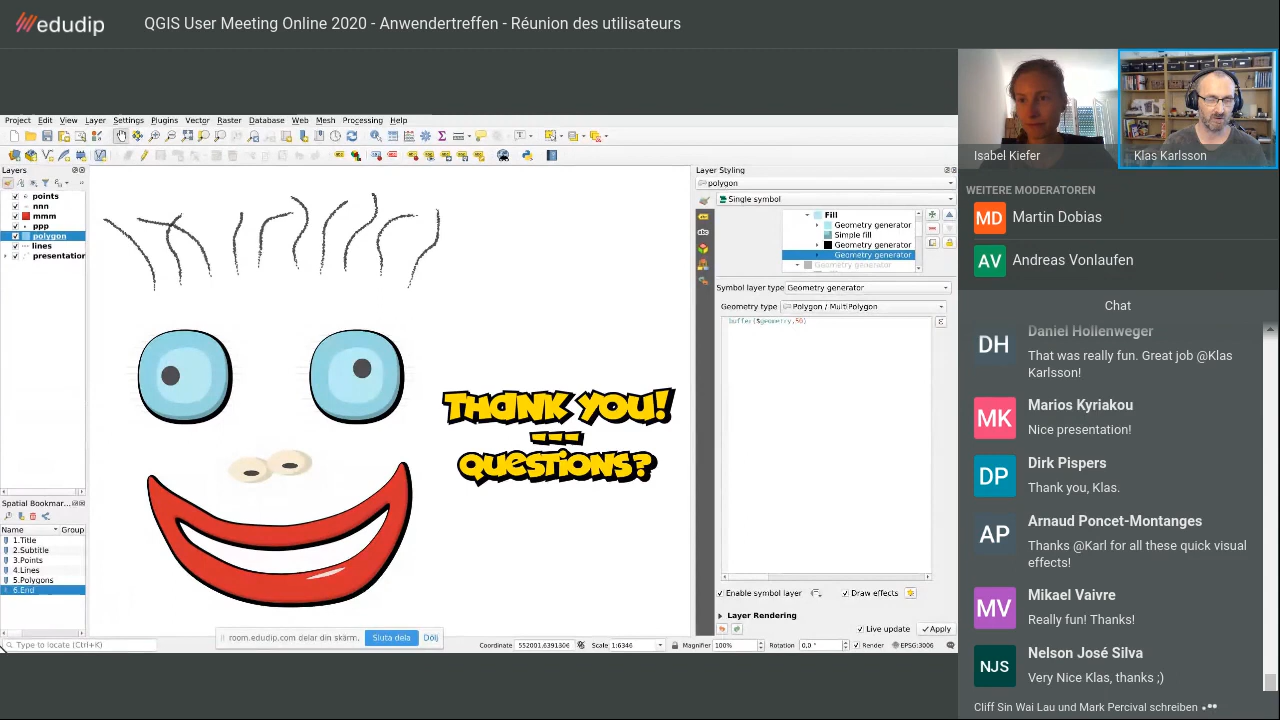 edudip
QGIS User Meeting Online 2020 - Anwendertreffen - Réunion des utilisateurs
Isabel Kiefer
Klas Karlsson
WEITERE MODERATOREN
MD Martin Dobias
AV Andreas Vonlaufen
Chat
DH Daniel Hollenweger
That was really fun. Great job @Klas
Karlsson!
MK Marios Kyriakou
Nice presentation!
DP Dirk Pispers
Thank you, Klas.
AP Arnaud Poncet-Montanges
Thanks @Karl for all these quick visual
effects!
MV Mikael Vaivre
Really fun! Thanks!
NJS Nelson José Silva
Very Nice Klas, thanks ;)
Cliff Sin Wai Lau und Mark Percival schreiben
Project Edit View Layer Settings Plugins Vector Raster Database Web Mesh Processing Help
Layers
points
nnn
mmm
ppp
polygon
lines
presentation
Spatial Bookmar...
Name Group
1.Title
2.Subtitle
3.Points
4.Lines
5.Polygons
6.End
THANK YOU!
---
QUESTIONS?
Layer Styling
polygon
Single symbol
Fill
Geometry generator
Simple fill
Geometry generator
Geometry generator
Geometry generator
Symbol layer type Geometry generator
Geometry type Polygon / MultiPolygon
buffer($geometry,50)
Enable symbol layer
Draw effects
Layer Rendering
Live update
Apply
room.edudip.com delar din skärm.
Sluta dela
Dölj
Type to locate (Ctrl+K)
Coordinate 552001.6391306
Scale 1:6346
Magnifier 100%
Rotation 0,0 °
Render
EPSG:3006